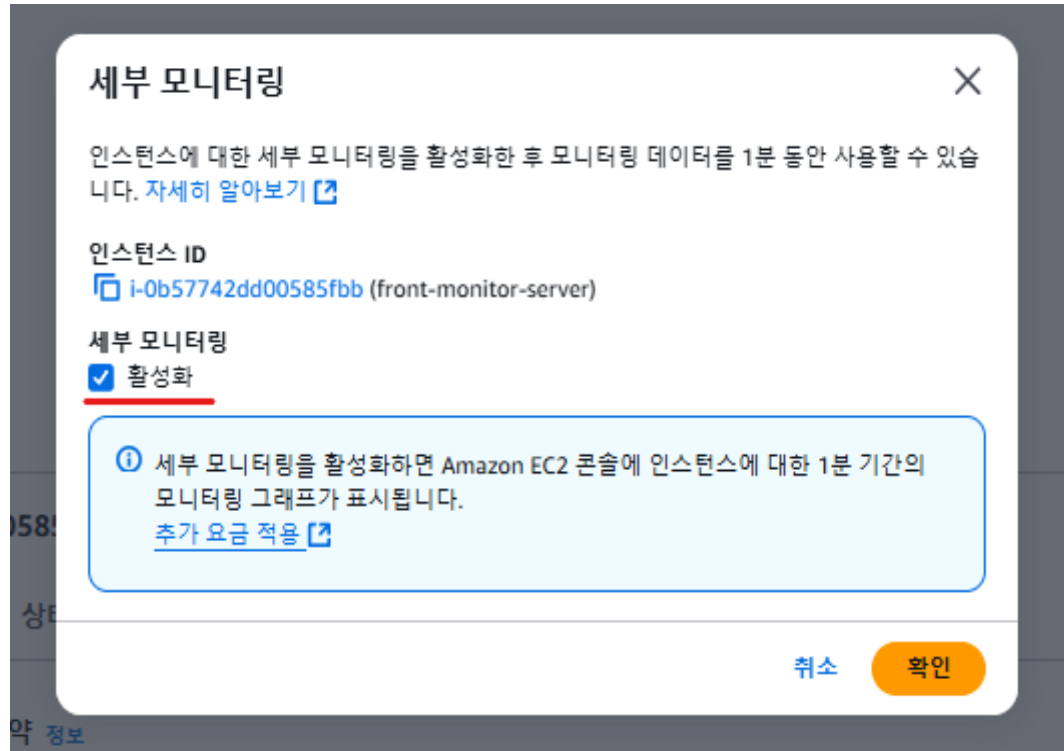 세부 모니터링
인스턴스에 대한 세부 모니터링을 활성화한 후 모니터링 데이터를 1분 동안 사용할 수 있습
니다. 자세히 알아보기
인스턴스 ID
i-0b57742dd00585fbb (front-monitor-server)
세부 모니터링
활성화
세부 모니터링을 활성화하면 Amazon EC2 콘솔에 인스턴스에 대한 1분 기간의
모니터링 그래프가 표시됩니다.
추가 요금 적용
취소 확인
약 정보